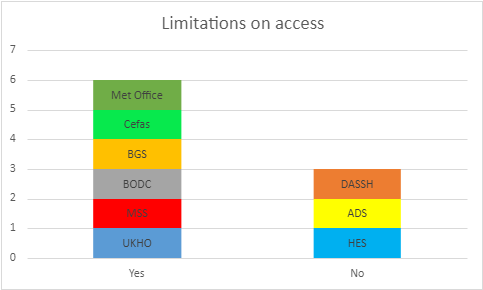 Limitations on access
7
6
5
4
3
2
1
0
Met Office
Cefas
BGS
BODC
MSS
UKHO
DASSH
ADS
HES
Yes
No